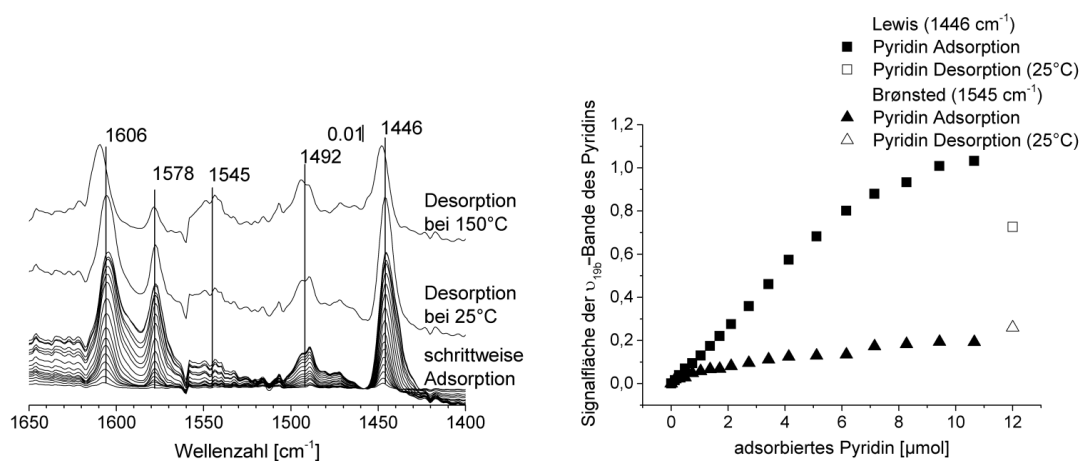 1606
1578
1545
1492
0.01
1446
Desorption
bei 150°C
Desorption
bei 25°C
schrittweise
Adsorption
1650 1600 1550 1500 1450 1400
Wellenzahl [cm⁻¹]
Lewis (1446 cm⁻¹)
Pyridin Adsorption
Pyridin Desorption (25°C)
Brønsted (1545 cm⁻¹)
Pyridin Adsorption
Pyridin Desorption (25°C)
Signalfläche der υ19b–Bande des Pyridins
1,2
1,0
0,8
0,6
0,4
0,2
0,0
0 2 4 6 8 10 12
adsorbiertes Pyridin [µmol]